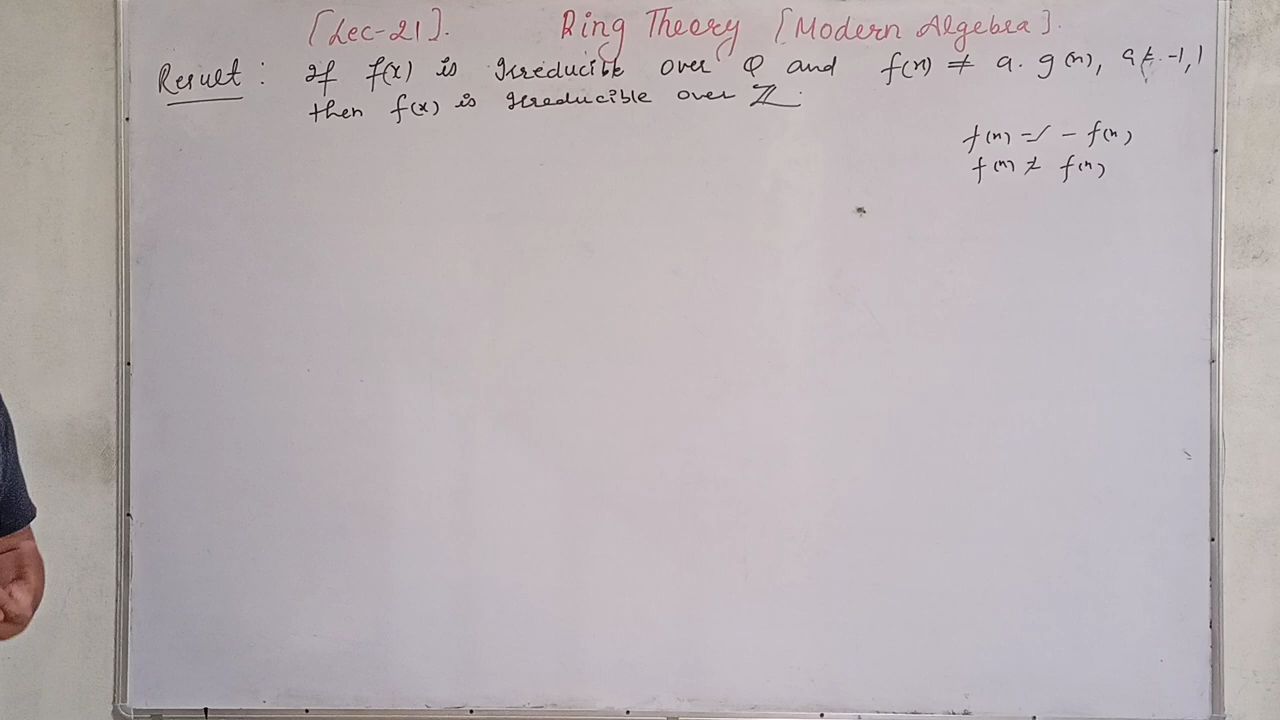 [Lec-21]. Ring Theory [Modern Algebra].
Result : If f(x) is Irreducible over Q and f(x) ≠ a. g(x), a ≠ -1, 1
then f(x) is Irreducible over ℤ.
f(x) = - f(x)
f(x) ≠ f(x)